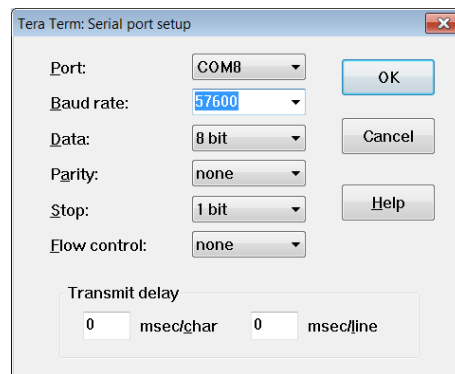 Tera Term: Serial port setup
Port: COM8 OK
Baud rate: 57600
Data: 8 bit Cancel
Parity: none
Stop: 1 bit Help
Flow control: none
Transmit delay
0 msec/char 0 msec/line